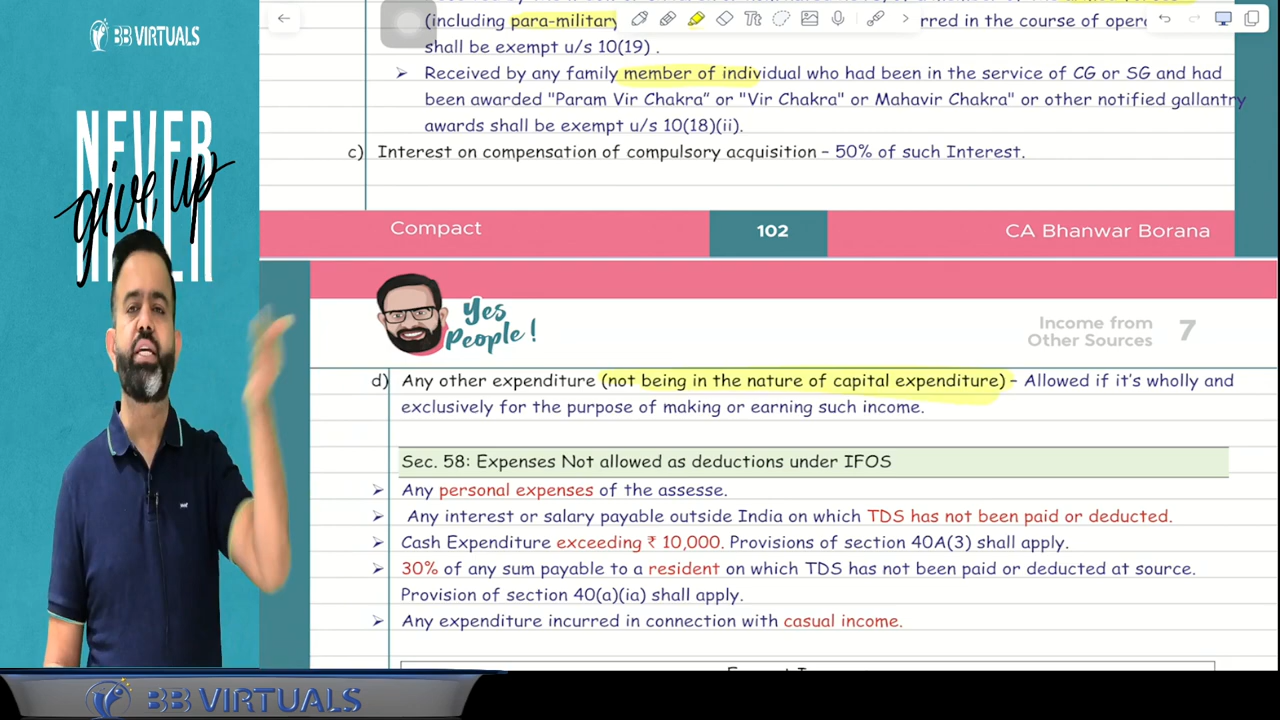 BB VIRTUALS
NEVER
give up
(including para-military
rred in the course of oper
shall be exempt u/s 10(19) .
➢ Received by any family member of individual who had been in the service of CG or SG and had
been awarded "Param Vir Chakra” or "Vir Chakra" or Mahavir Chakra" or other notified gallantry
awards shall be exempt u/s 10(18)(ii).
c) Interest on compensation of compulsory acquisition – 50% of such Interest.
Compact 102 CA Bhanwar Borana
Yes
People !
Income from
Other Sources 7
d) Any other expenditure (not being in the nature of capital expenditure) – Allowed if it’s wholly and
exclusively for the purpose of making or earning such income.
Sec. 58: Expenses Not allowed as deductions under IFOS
➢ Any personal expenses of the assesse.
➢ Any interest or salary payable outside India on which TDS has not been paid or deducted.
➢ Cash Expenditure exceeding ₹ 10,000. Provisions of section 40A(3) shall apply.
➢ 30% of any sum payable to a resident on which TDS has not been paid or deducted at source.
Provision of section 40(a)(ia) shall apply.
➢ Any expenditure incurred in connection with casual income.
BB VIRTUALS